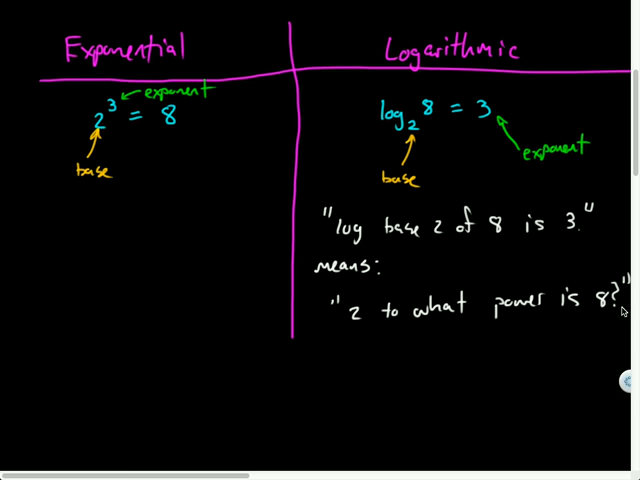 Exponential
2³ = 8
exponent
base
Logarithmic
log₂ 8 = 3
exponent
base
"log base 2 of 8 is 3."
means:
"2 to what power is 8?"